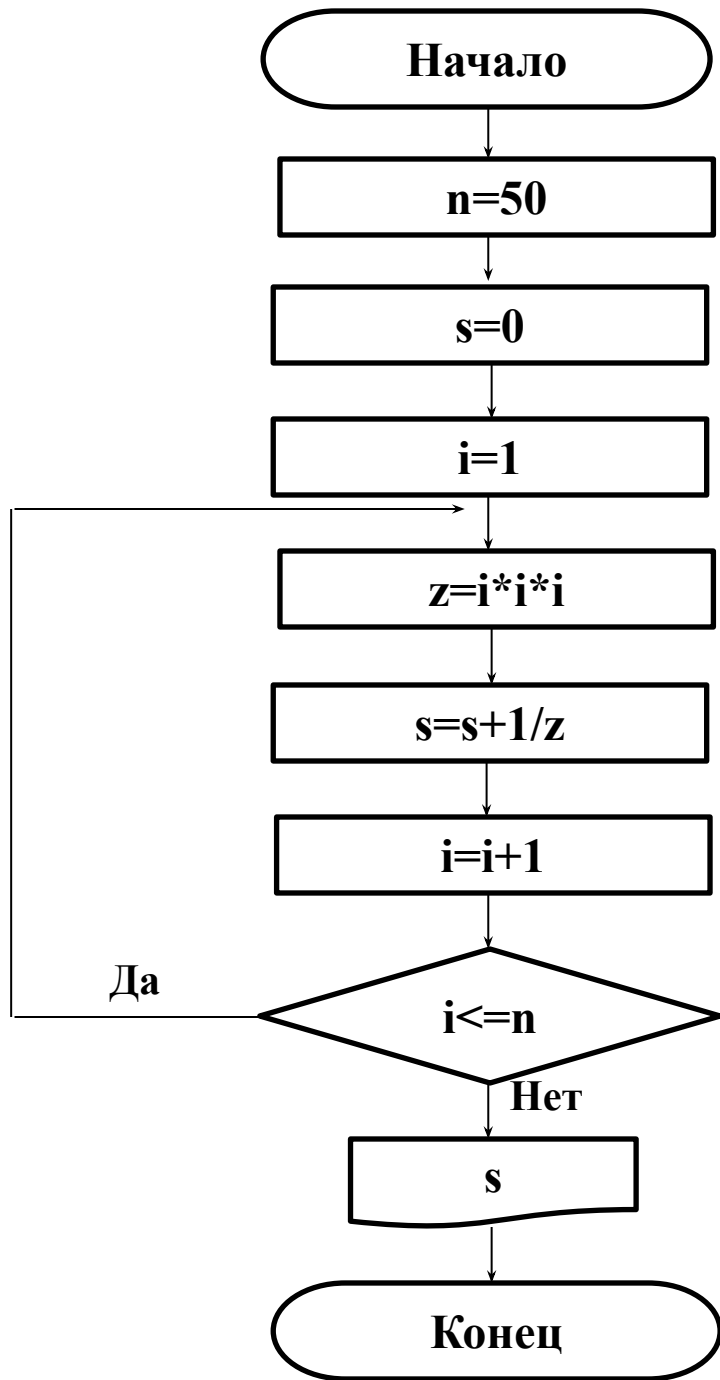 Начало
n=50
s=0
i=1
z=i*i*i
s=s+1/z
i=i+1
Да
i<=n
Нет
s
Конец